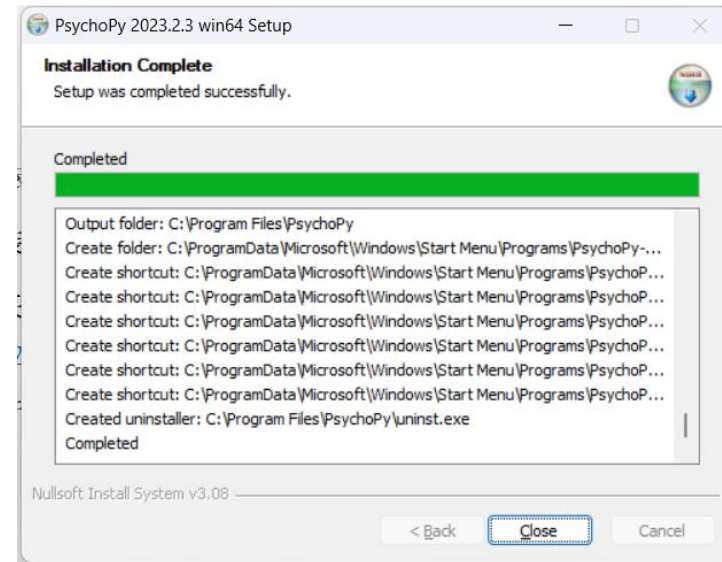 PsychoPy 2023.2.3 win64 Setup
Installation Complete
Setup was completed successfully.
Completed
Output folder: C:\Program Files\PsychoPy
Create folder: C:\ProgramData\Microsoft\Windows\Start Menu\Programs\PsychoPy-...
Create shortcut: C:\ProgramData\Microsoft\Windows\Start Menu\Programs\PsychoP...
Create shortcut: C:\ProgramData\Microsoft\Windows\Start Menu\Programs\PsychoP...
Create shortcut: C:\ProgramData\Microsoft\Windows\Start Menu\Programs\PsychoP...
Create shortcut: C:\ProgramData\Microsoft\Windows\Start Menu\Programs\PsychoP...
Create shortcut: C:\ProgramData\Microsoft\Windows\Start Menu\Programs\PsychoP...
Create shortcut: C:\ProgramData\Microsoft\Windows\Start Menu\Programs\PsychoP...
Created uninstaller: C:\Program Files\PsychoPy\uninst.exe
Completed
Nullsoft Install System v3.08
< Back Close Cancel